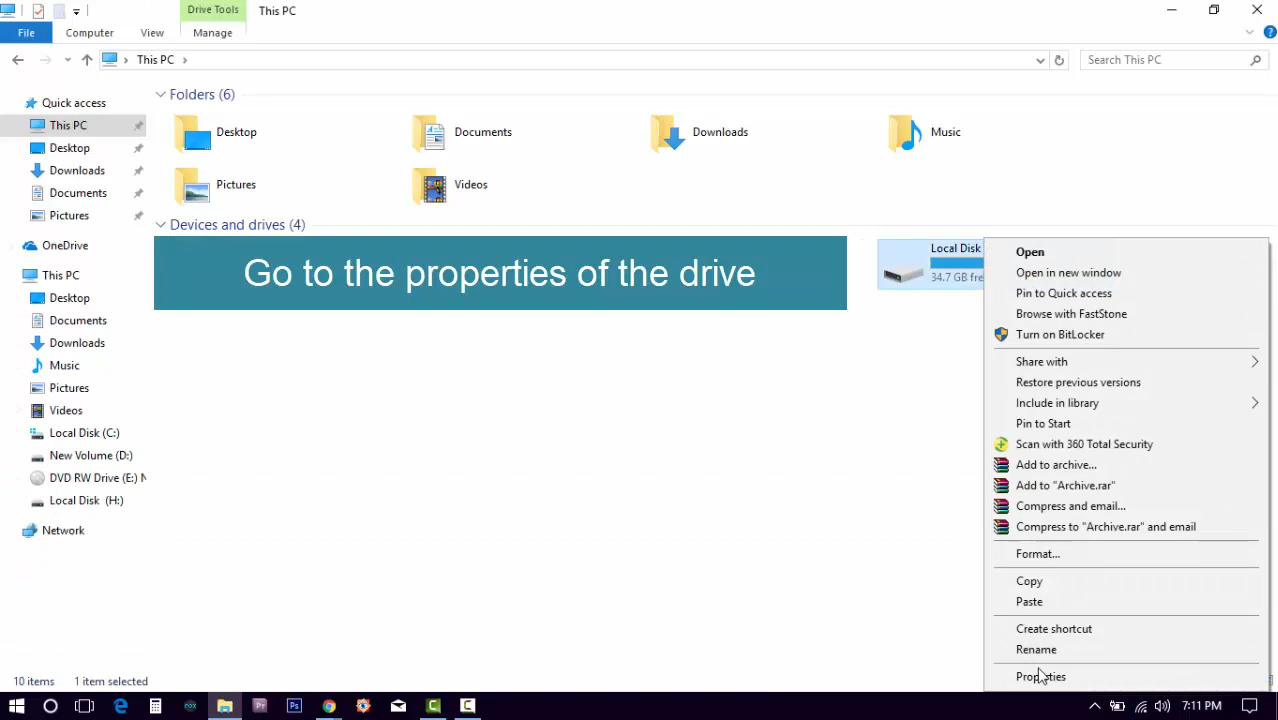 Drive Tools
This PC
File
Computer
View
Manage
This PC
Search This PC
Quick access
This PC
Desktop
Downloads
Documents
Pictures
OneDrive
This PC
Desktop
Documents
Downloads
Music
Pictures
Videos
Local Disk (C:)
New Volume (D:)
DVD RW Drive (E:) N
Local Disk (H:)
Network
Folders (6)
Desktop
Documents
Downloads
Music
Pictures
Videos
Devices and drives (4)
Go to the properties of the drive
Local Disk
34.7 GB fre
Open
Open in new window
Pin to Quick access
Browse with FastStone
Turn on BitLocker
Share with
Restore previous versions
Include in library
Pin to Start
Scan with 360 Total Security
Add to archive...
Add to "Archive.rar"
Compress and email...
Compress to "Archive.rar" and email
Format...
Copy
Paste
Create shortcut
Rename
Properties
10 items
1 item selected
7:11 PM